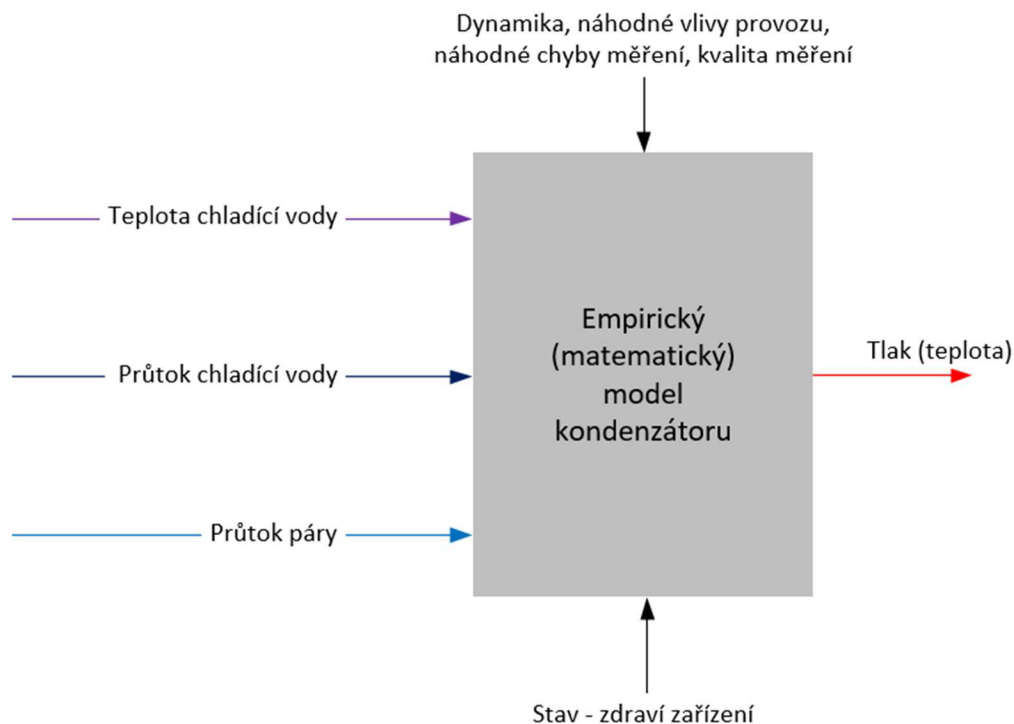 Dynamika, náhodné vlivy provozu,
náhodné chyby měření, kvalita měření
Teplota chladící vody
Průtok chladící vody
Průtok páry
Empirický
(matematický)
model
kondenzátoru
Tlak (teplota)
Stav - zdraví zařízení